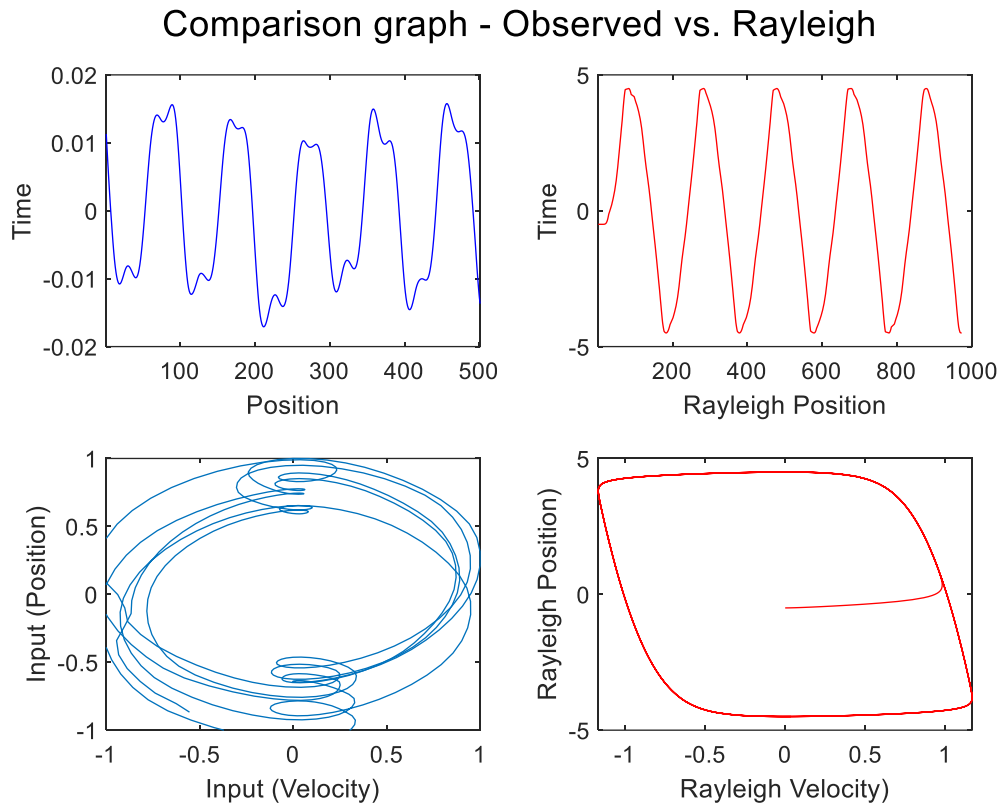 Comparison graph - Observed vs. Rayleigh
0.02
0.01
0
-0.01
-0.02
Time
100 200 300 400 500
Position
5
0
-5
Time
200 400 600 800 1000
Rayleigh Position
1
0.5
0
-0.5
-1
Input (Position)
-1 -0.5 0 0.5 1
Input (Velocity)
5
0
-5
Rayleigh Position)
-1 -0.5 0 0.5 1
Rayleigh Velocity)